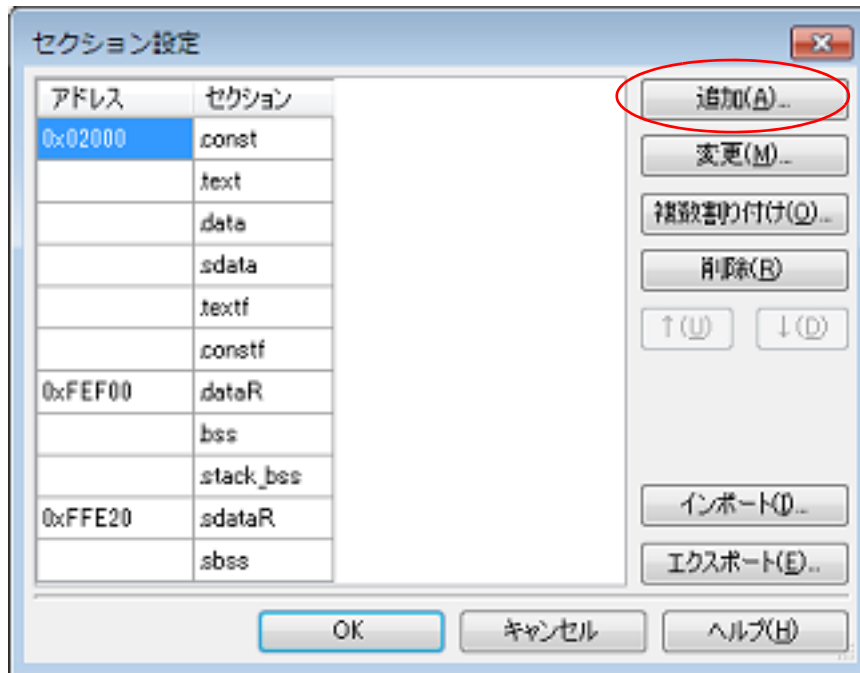 セクション設定
アドレス セクション
0x02000 .const
.text
.data
.sdata
.textf
.constf
0xFEF00 .dataR
.bss
.stack_bss
0xFFE20 .sdataR
.sbss
追加(A)...
変更(M)...
複数割り付け(O)...
削除(R)
↑(U) ↓(D)
インポート(I)...
エクスポート(E)...
OK キャンセル ヘルプ(H)